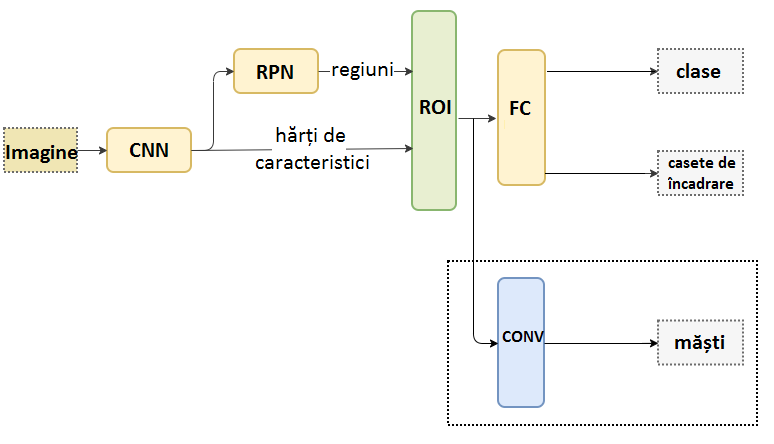 RPN
regiuni
clase
ROI
FC
Imagine
CNN
hărți de
caracteristici
casete de
încadrare
CONV
măști